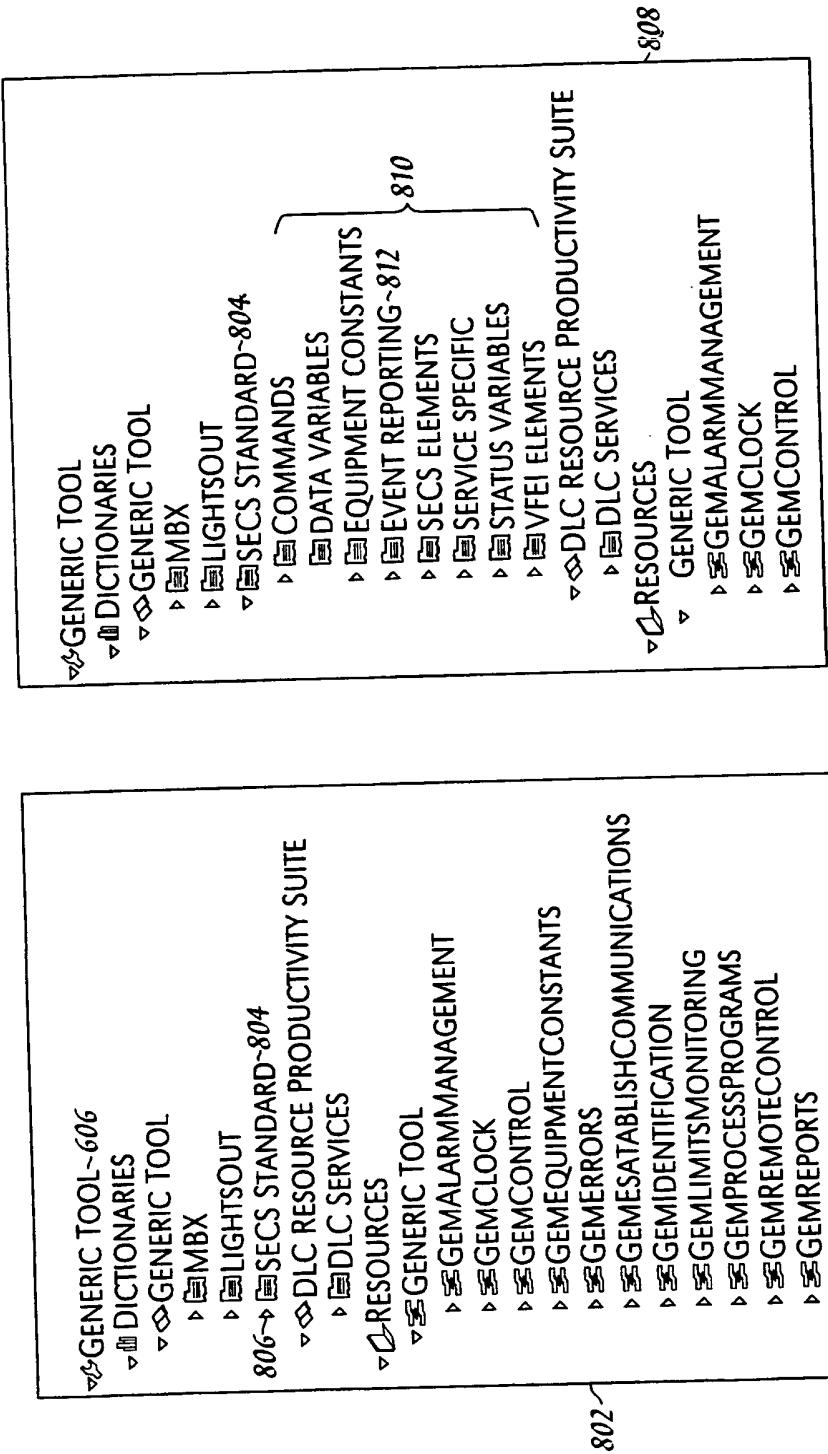 GENERIC TOOL~606
DICTIONARIES
GENERIC TOOL
MBX
LIGHTSOUT
806 SECS STANDARD~804
DLC RESOURCE PRODUCTIVITY SUITE
DLC SERVICES
RESOURCES
GENERIC TOOL
GEMALARMMANAGEMENT
GEMCLOCK
GEMCONTROL
GEMEQUIPMENTCONSTANTS
GEMERRORS
GEMESATABLISHCOMMUNICATIONS
GEMIDENTIFICATION
GEMLIMITSMONITORING
GEMPROCESSPROGRAMS
GEMREMOTECONTROL
GEMREPORTS
802
GENERIC TOOL
DICTIONARIES
GENERIC TOOL
MBX
LIGHTSOUT
SECS STANDARD~804
COMMANDS
DATA VARIABLES
EQUIPMENT CONSTANTS
EVENT REPORTING~812
SECS ELEMENTS
SERVICE SPECIFIC
STATUS VARIABLES
VFEI ELEMENTS
810
DLC RESOURCE PRODUCTIVITY SUITE
DLC SERVICES
RESOURCES
GENERIC TOOL
GEMALARMMANAGEMENT
GEMCLOCK
GEMCONTROL
808